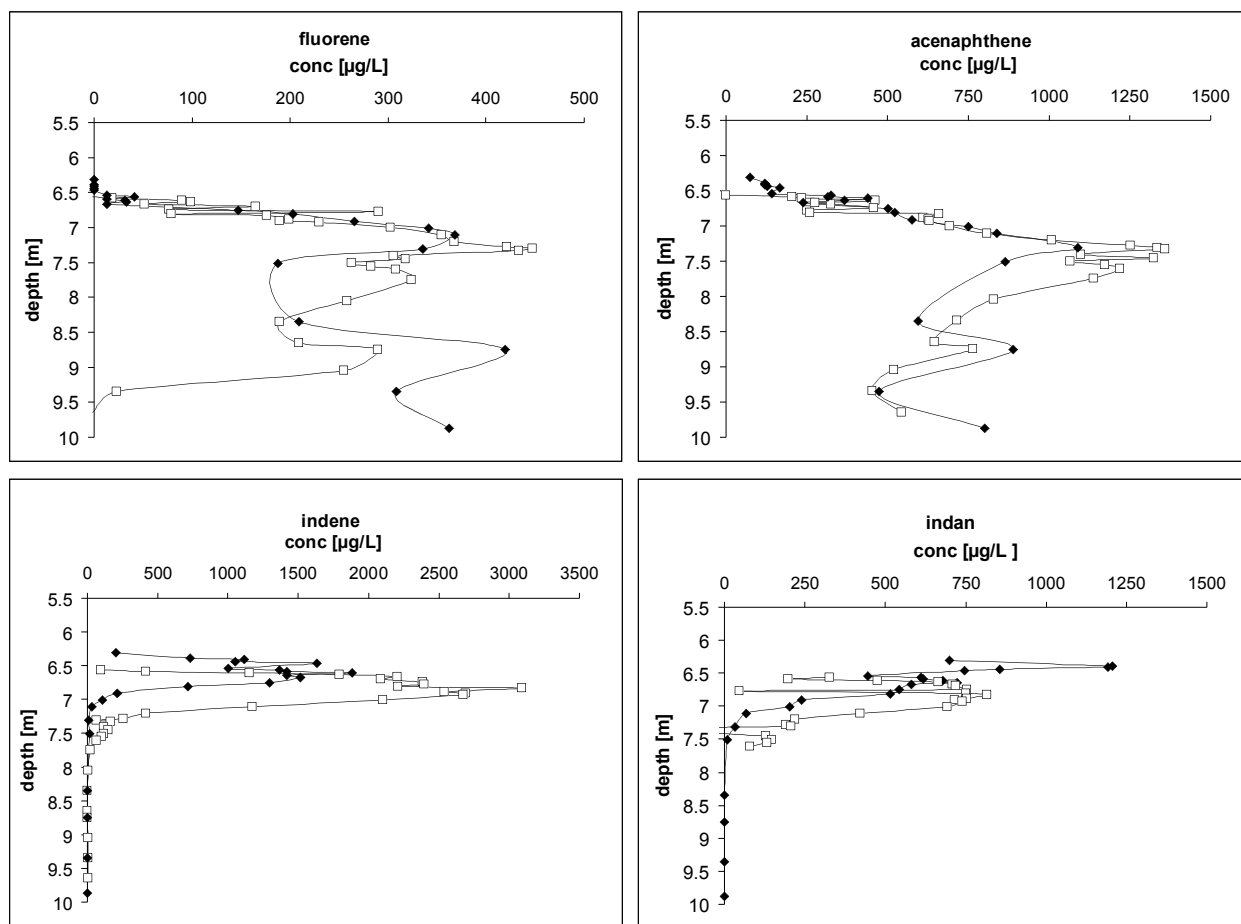 fluorene
conc [µg/L]
0 100 200 300 400 500
5.5
6
6.5
7
7.5
8
8.5
9
9.5
10
depth [m]
acenaphthene
conc [µg/L]
0 250 500 750 1000 1250 1500
5.5
6
6.5
7
7.5
8
8.5
9
9.5
10
depth [m]
indene
conc [µg/L]
0 500 1000 1500 2000 2500 3000 3500
5.5
6
6.5
7
7.5
8
8.5
9
9.5
10
depth [m]
indan
conc [µg/L ]
0 250 500 750 1000 1250 1500
5.5
6
6.5
7
7.5
8
8.5
9
9.5
10
depth [m]